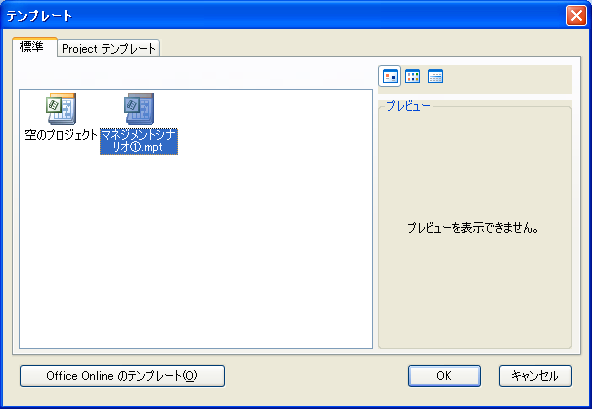 テンプレート
標準
Project テンプレート
空のプロジェクト
マネジメントシナ
リオ①.mpt
プレビュー
プレビューを表示できません。
Office Online のテンプレート(O)
OK
キャンセル